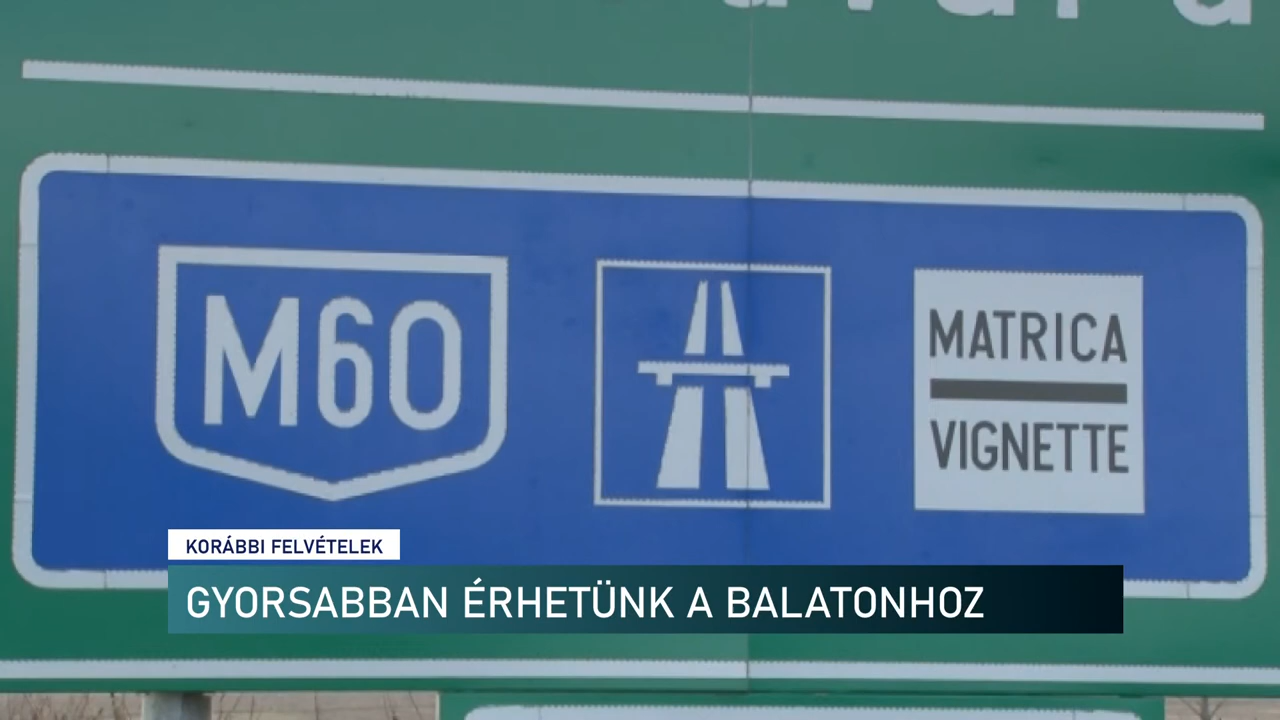 M60
MATRICA
VIGNETTE
KORÁBBI FELVÉTELEK
GYORSABBAN ÉRHETÜNK A BALATONHOZ